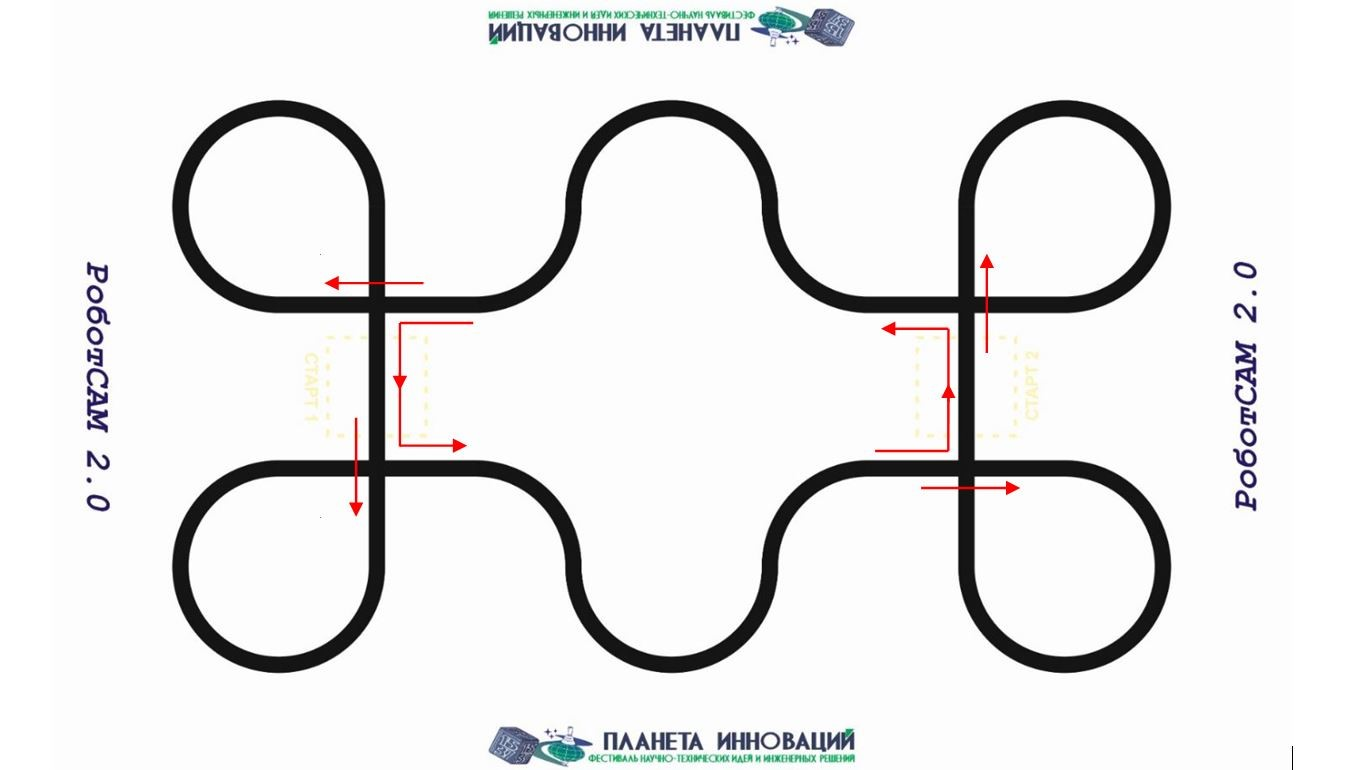 ПЛАНЕТА ИННОВАЦИЙ
ФЕСТИВАЛЬ НАУЧНО-ТЕХНИЧЕСКИХ ИДЕЙ И ИНЖЕНЕРНЫХ РЕШЕНИЙ
РоботСАМ 2.0
СТАРТ 1
СТАРТ 2
РоботСАМ 2.0
ПЛАНЕТА ИННОВАЦИЙ
ФЕСТИВАЛЬ НАУЧНО-ТЕХНИЧЕСКИХ ИДЕЙ И ИНЖЕНЕРНЫХ РЕШЕНИЙ